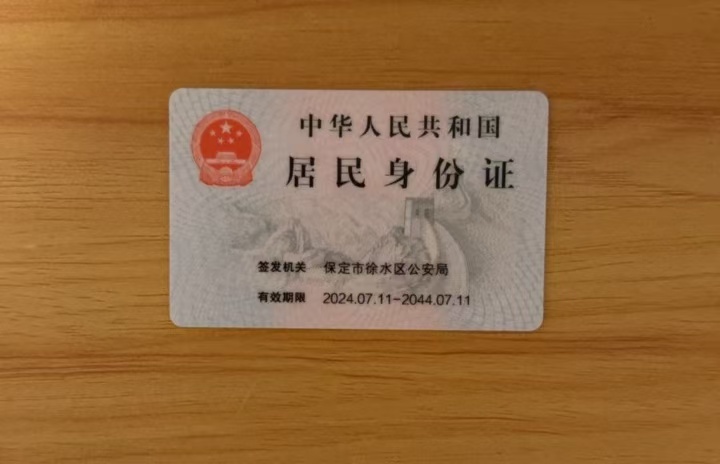 中华人民共和国
居民身份证
签发机关 保定市徐水区公安局
有效期限 2024.07.11-2044.07.11